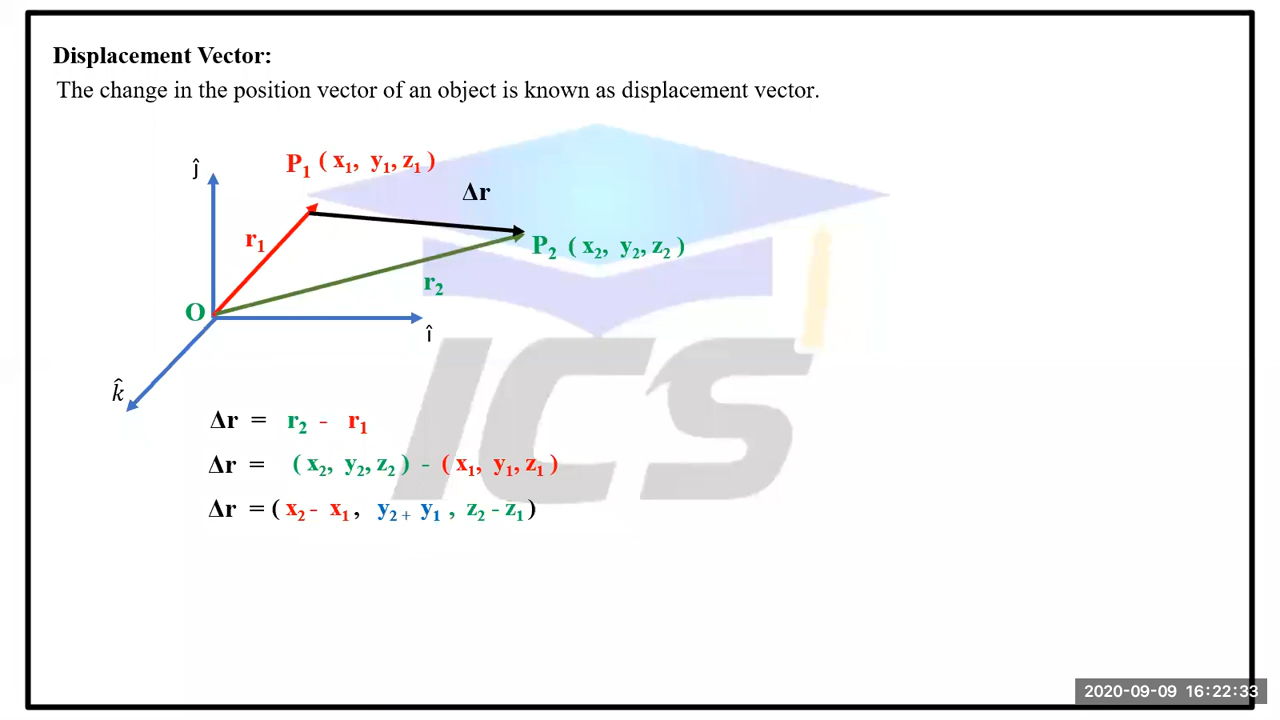 Displacement Vector:
The change in the position vector of an object is known as displacement vector.
ĵ
P₁ ( x₁, y₁, z₁ )
Δr
r₁
P₂ ( x₂, y₂, z₂ )
r₂
O
î
k̂
Δr = r₂ - r₁
Δr = ( x₂, y₂, z₂ ) - ( x₁, y₁, z₁ )
Δr = ( x₂ - x₁ , y₂ + y₁ , z₂ - z₁ )
ICS
2020-09-09 16:22:33